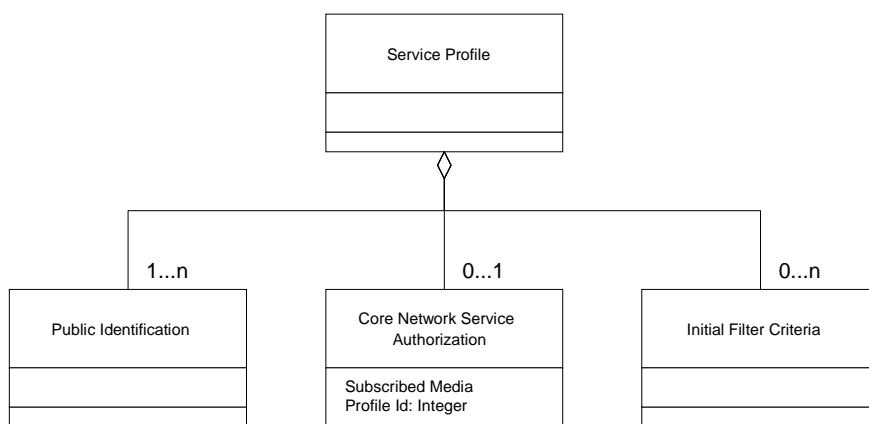 Service Profile
1...n
0...1
0...n
Public Identification
Core Network Service
Authorization
Initial Filter Criteria
Subscribed Media
Profile Id: Integer